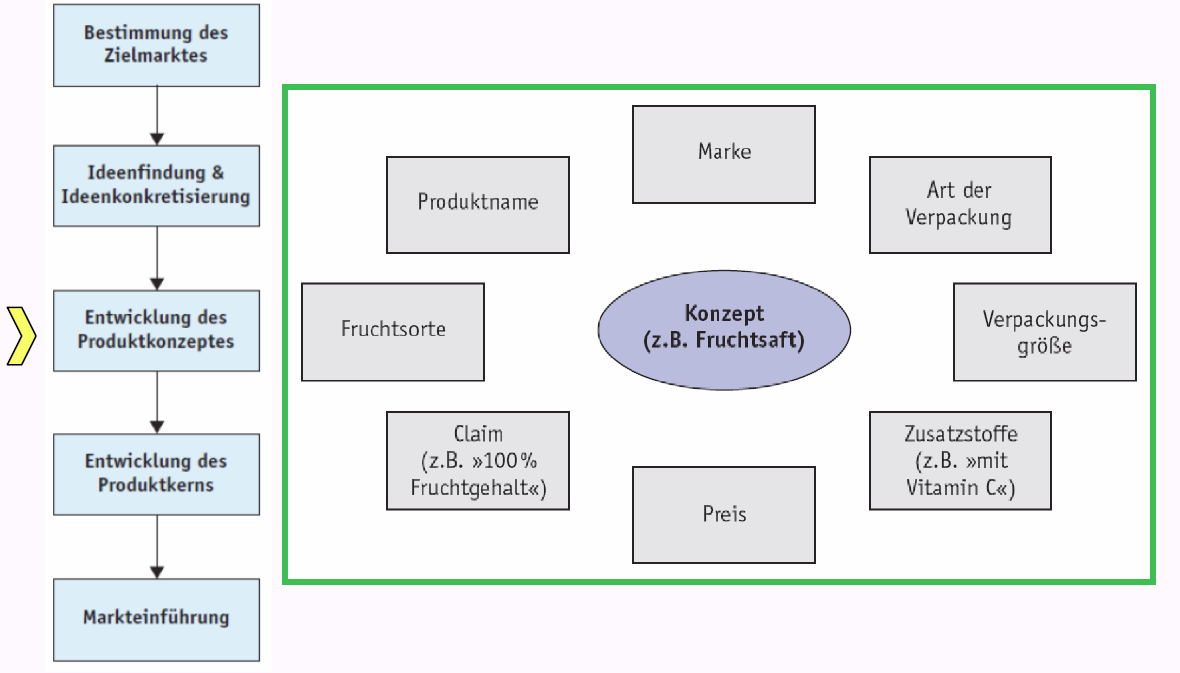 Bestimmung des
Zielmarktes
Ideenfindung &
Ideenkonkretisierung
Entwicklung des
Produktkonzeptes
Entwicklung des
Produktkerns
Markteinführung
Marke
Produktname
Art der
Verpackung
Fruchtsorte
Konzept
(z.B. Fruchtsaft)
Verpackungs-
größe
Claim
(z.B. »100%
Fruchtgehalt«)
Zusatzstoffe
(z.B. »mit
Vitamin C«)
Preis